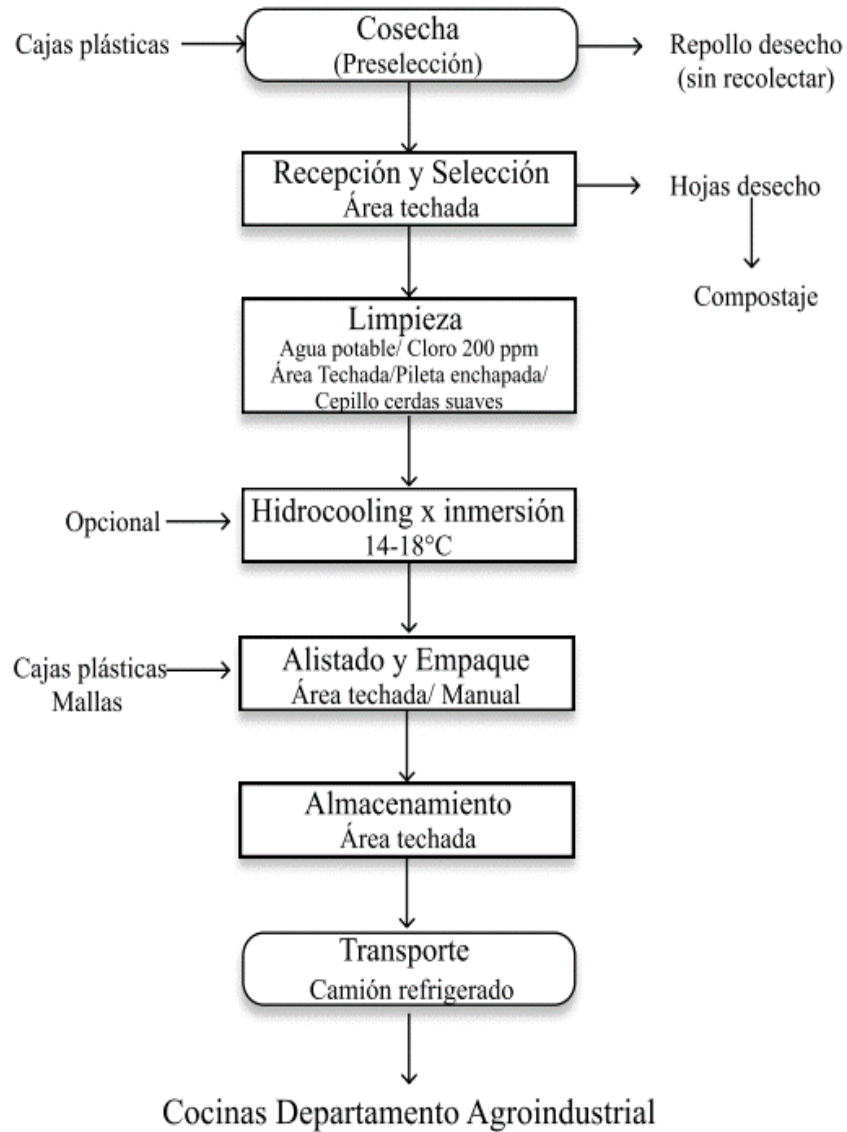 Cajas plásticas
Cosecha
(Preselección)
Repollo desecho
(sin recolectar)
Recepción y Selección
Área techada
Hojas desecho
Compostaje
Limpieza
Agua potable/ Cloro 200 ppm
Área Techada/Pileta enchapada/
Cepillo cerdas suaves
Opcional
Hidrocooling x inmersión
14-18°C
Cajas plásticas
Mallas
Alistado y Empaque
Área techada/ Manual
Almacenamiento
Área techada
Transporte
Camión refrigerado
Cocinas Departamento Agroindustrial